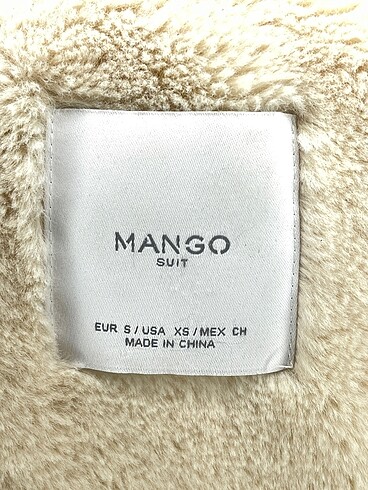 MANGO
SUIT
EUR S / USA XS / MEX CH
MADE IN CHINA